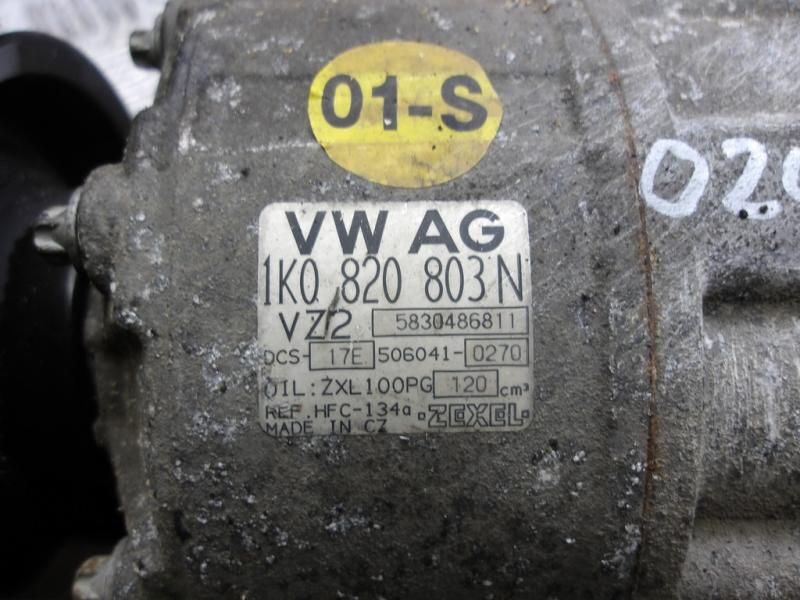 01-S
VW AG
1K0 820 803 N
VZ2 5830486811
DCS- 17E 506041- 0270
OIL: ZXL100PG 120 cm³
REF. HFC-134a ZEXEL
MADE IN CZ